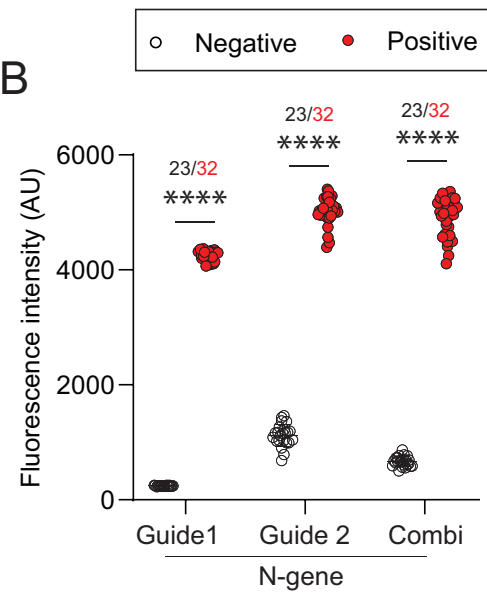 Negative Positive
B
23/32
****
23/32
****
23/32
****
6000
4000
2000
0
Fluorescence intensity (AU)
Guide1 Guide 2 Combi
N-gene